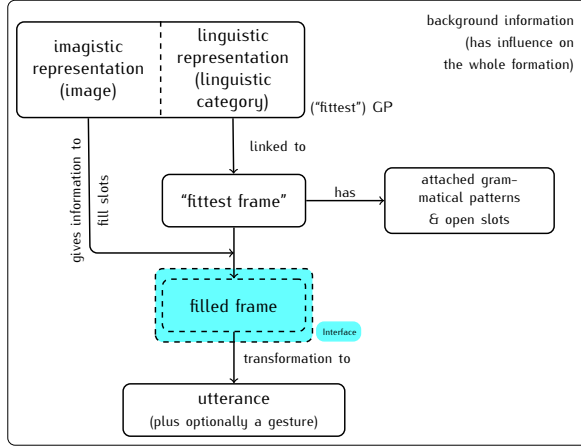 imagistic
representation
(image)
linguistic
representation
(linguistic
category)
background information
(has influence on
the whole formation)
(“fittest”) GP
linked to
gives information to
fill slots
“fittest frame”
has
attached gram-
matical patterns
& open slots
filled frame
Interface
transformation to
utterance
(plus optionally a gesture)